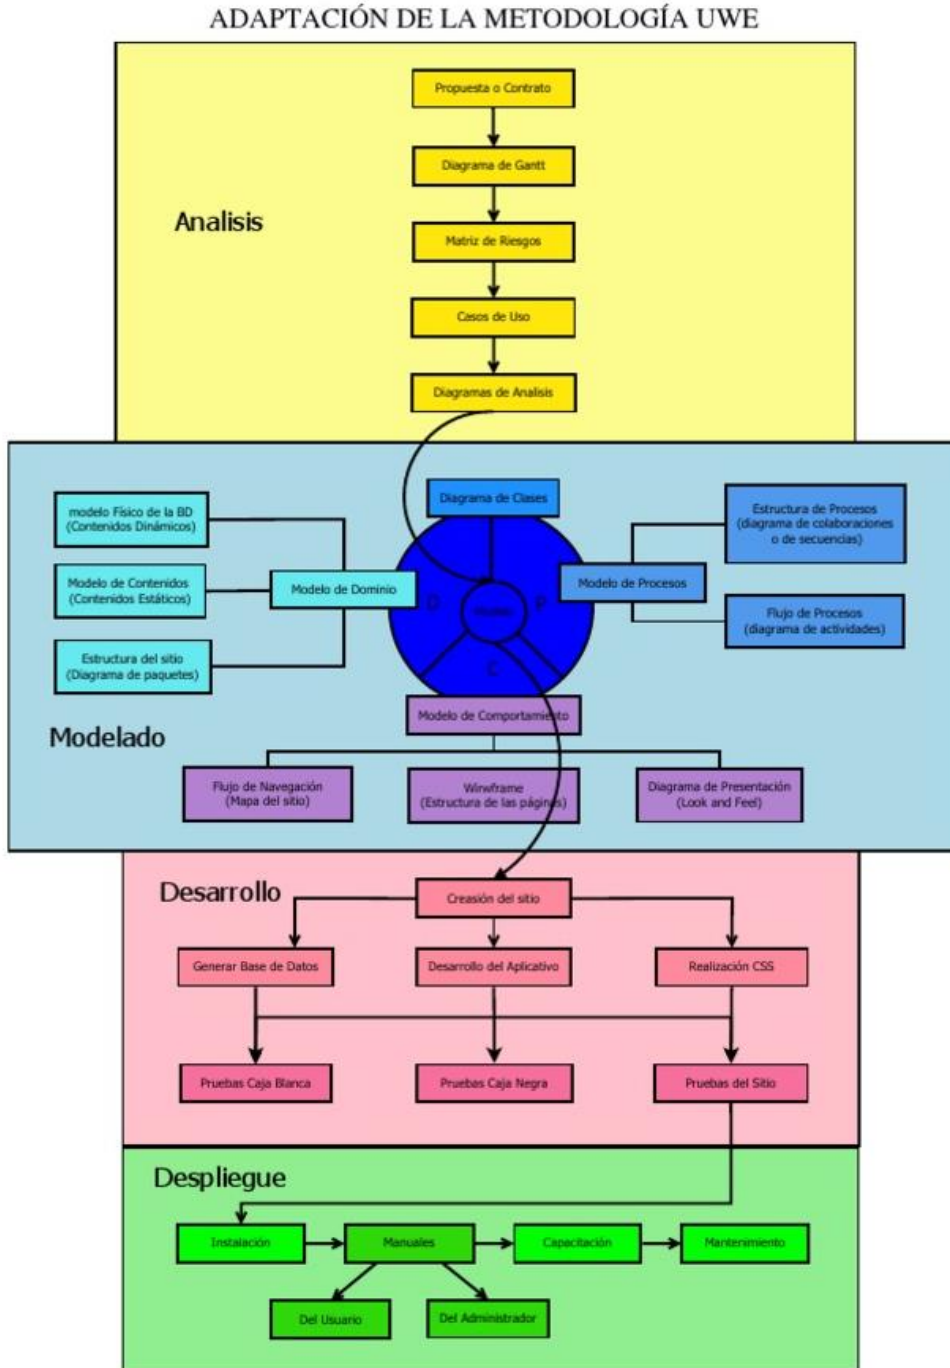 ADAPTACIÓN DE LA METODOLOGÍA UWE
Propuesta o Contrato
Diagrama de Gantt
Analisis
Matriz de Riesgos
Casos de Uso
Diagramas de Analisis
Diagrama de Clases
modelo Físico de la BD
(Contenidos Dinámicos)
Estructura de Procesos
(diagrama de colaboraciones
o de secuencias)
Modelo de Contenidos
(Contenidos Estáticos)
Modelo de Dominio
Modelo de Procesos
D
P
C
Flujo de Procesos
(diagrama de actividades)
Estructura del sitio
(Diagrama de paquetes)
Modelo de Comportamiento
Modelado
Flujo de Navegación
(Mapa del sitio)
Wirwframe
(Estructura de las páginas)
Diagrama de Presentación
(Look and Feel)
Desarrollo
Creasión del sitio
Generar Base de Datos
Desarrollo del Aplicativo
Realización CSS
Pruebas Caja Blanca
Pruebas Caja Negra
Pruebas del Sitio
Despliegue
Instalación
Manuales
Capacitación
Mantenimiento
Del Usuario
Del Administrador